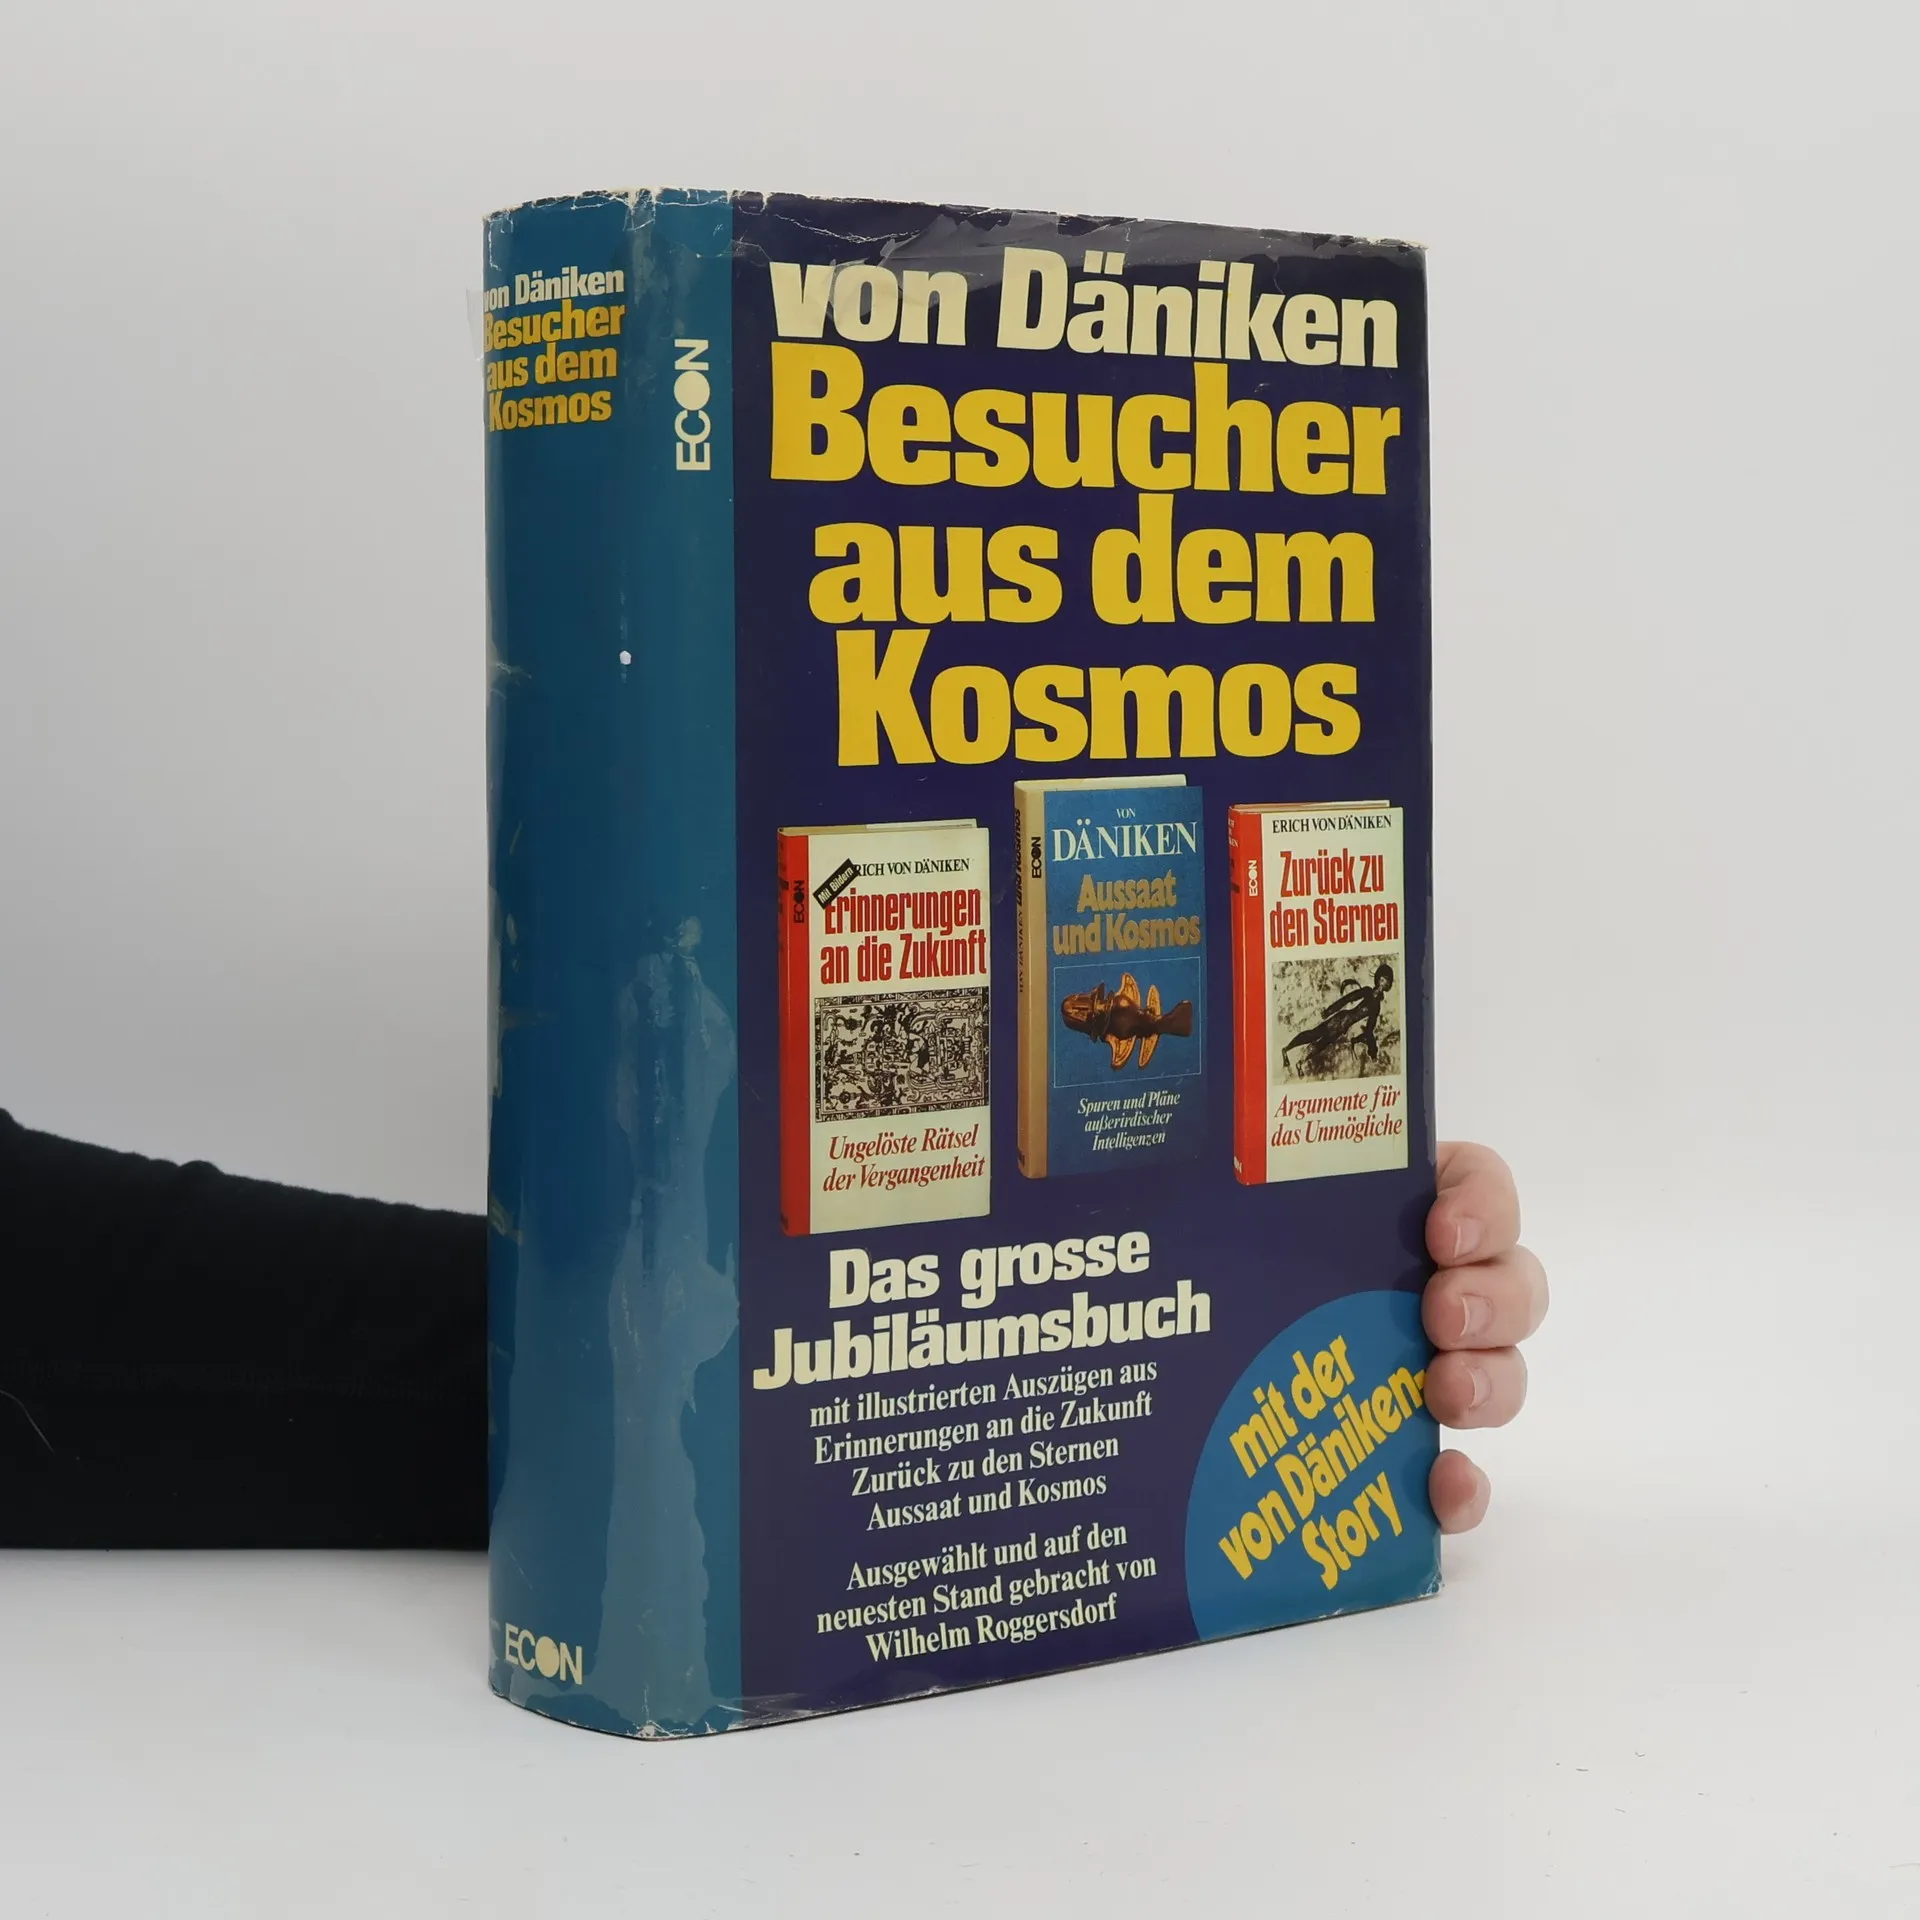 von Däniken
Besucher
aus dem
Kosmos
ECON
ECON
von Däniken
Besucher
aus dem
Kosmos
Mit Bildern
RICH VON DÄNIKEN
Erinnerungen
an die Zukunft
Ungelöste Rätsel
der Vergangenheit
ECON
VON
DÄNIKEN
Aussaat
und Kosmos
Spuren und Pläne
außerirdischer
Intelligenzen
ECON
ERICH VON DÄNIKEN
Zurück zu
den Sternen
Argumente für
das Unmögliche
ECON
Das grosse
Jubiläumsbuch
mit illustrierten Auszügen aus
Erinnerungen an die Zukunft
Zurück zu den Sternen
Aussaat und Kosmos
Ausgewählt und auf den
neuesten Stand gebracht von
Wilhelm Roggersdorf
mit der
von Däniken-
Story